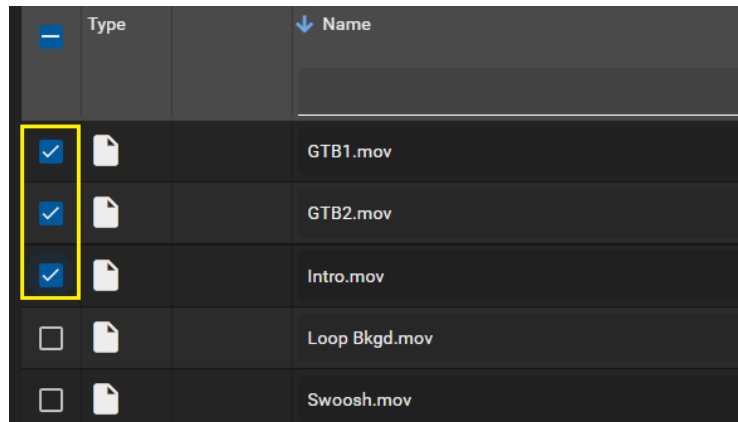 Type
Name
GTB1.mov
GTB2.mov
Intro.mov
Loop Bkgd.mov
Swoosh.mov